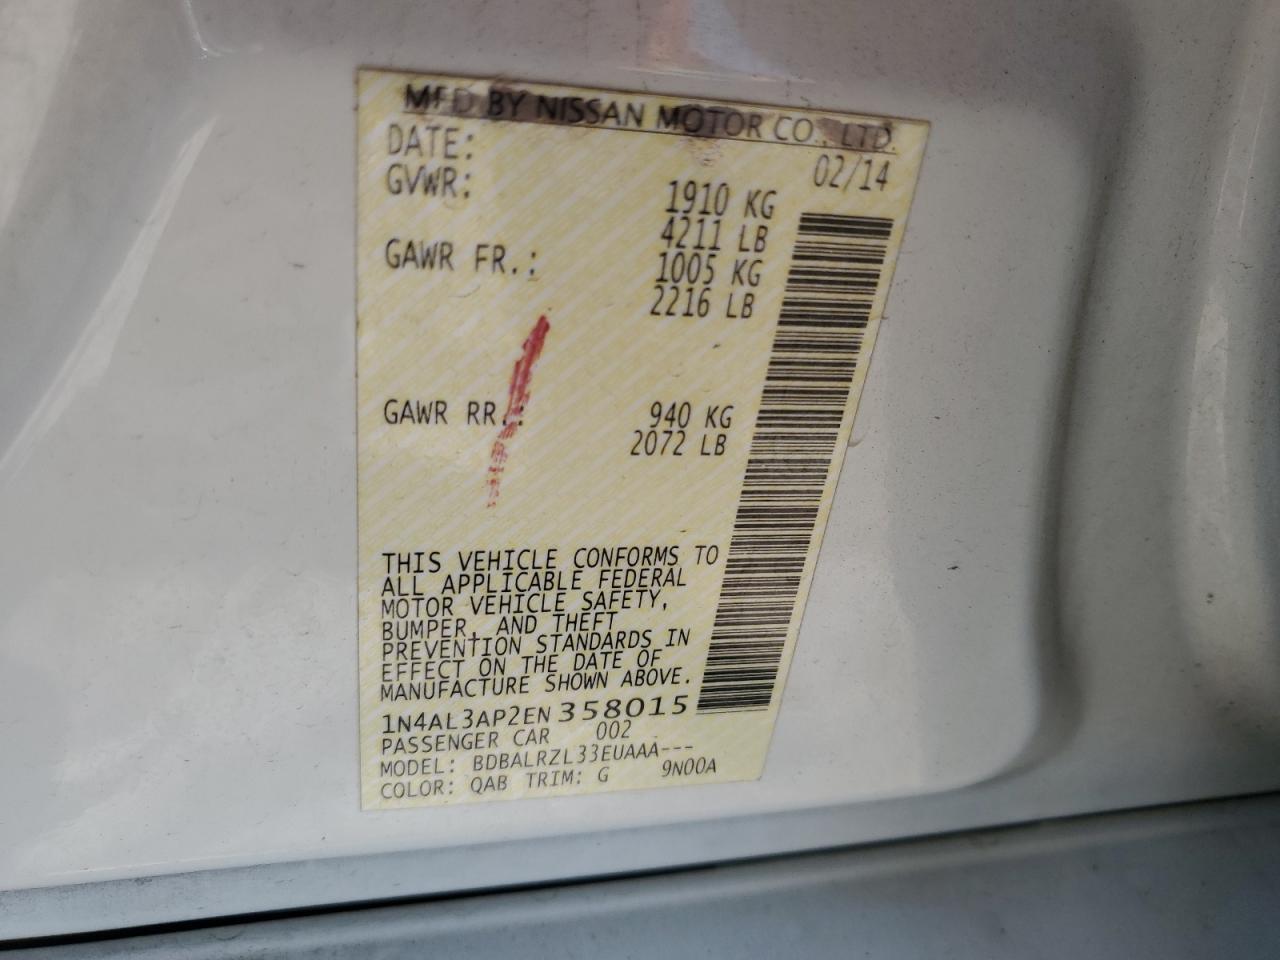 MFD BY NISSAN MOTOR CO., LTD.
DATE: 02/14
GVWR: 1910 KG
4211 LB
GAWR FR.: 1005 KG
2216 LB
GAWR RR.: 940 KG
2072 LB
THIS VEHICLE CONFORMS TO
ALL APPLICABLE FEDERAL
MOTOR VEHICLE SAFETY,
BUMPER, AND THEFT
PREVENTION STANDARDS IN
EFFECT ON THE DATE OF
MANUFACTURE SHOWN ABOVE.
1N4AL3AP2EN358015
PASSENGER CAR 002
MODEL: BDBALRZL33EUAAA---
COLOR: QAB TRIM: G 9N00A